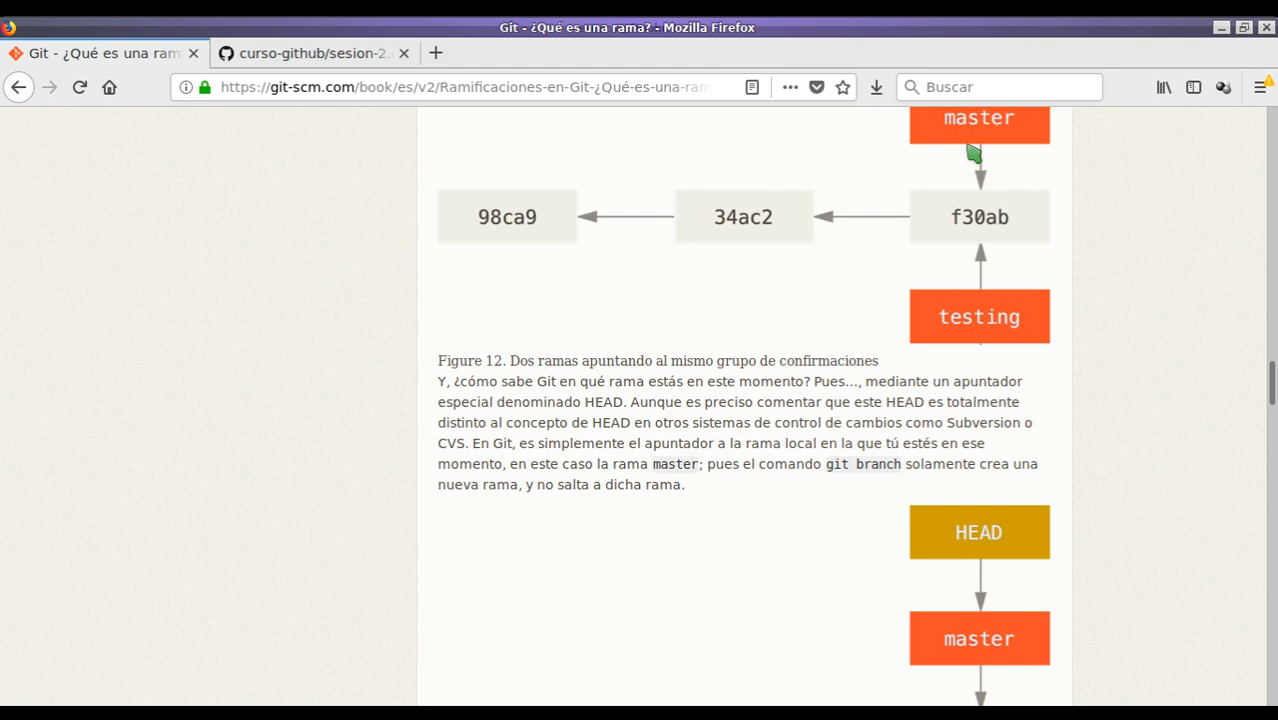 Git - ¿Qué es una rama? - Mozilla Firefox
Git - ¿Qué es una ram
curso-github/sesion-2.
https://git-scm.com/book/es/v2/Ramificaciones-en-Git-¿Qué-es-una-ram
Buscar
master
98ca9
34ac2
f30ab
testing
Figure 12. Dos ramas apuntando al mismo grupo de confirmaciones
Y, ¿cómo sabe Git en qué rama estás en este momento? Pues…, mediante un apuntador
especial denominado HEAD. Aunque es preciso comentar que este HEAD es totalmente
distinto al concepto de HEAD en otros sistemas de control de cambios como Subversion o
CVS. En Git, es simplemente el apuntador a la rama local en la que tú estés en ese
momento, en este caso la rama master; pues el comando git branch solamente crea una
nueva rama, y no salta a dicha rama.
HEAD
master